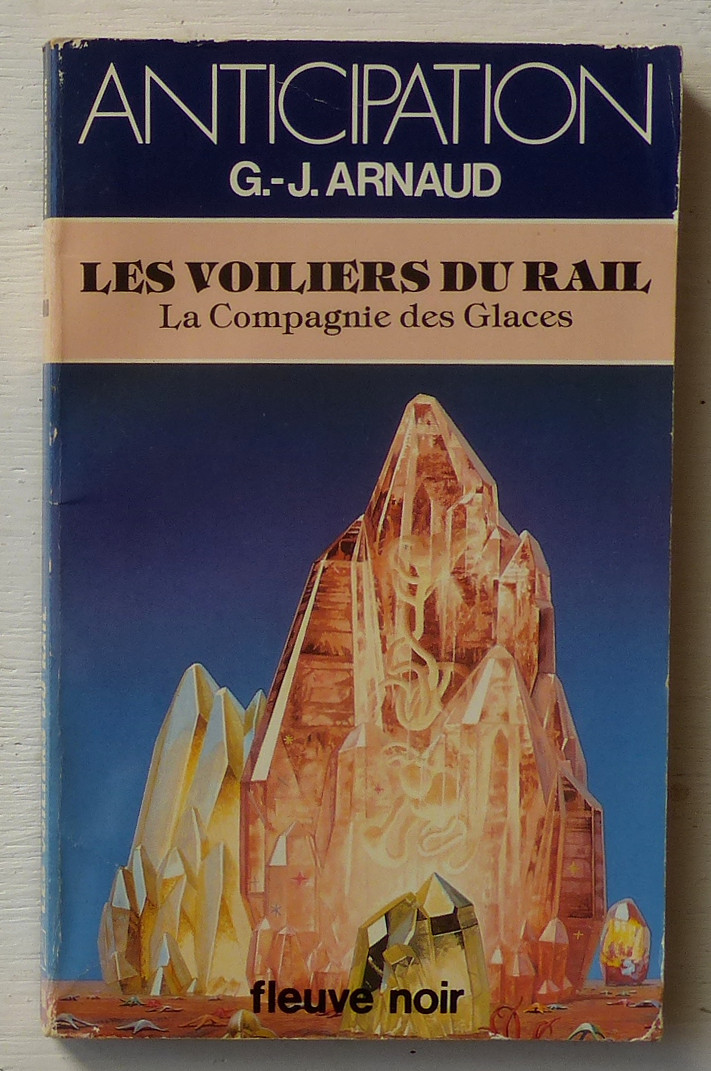 ANTICIPATION
G.-J. ARNAUD
LES VOILIERS DU RAIL
La Compagnie des Glaces
fleuve noir